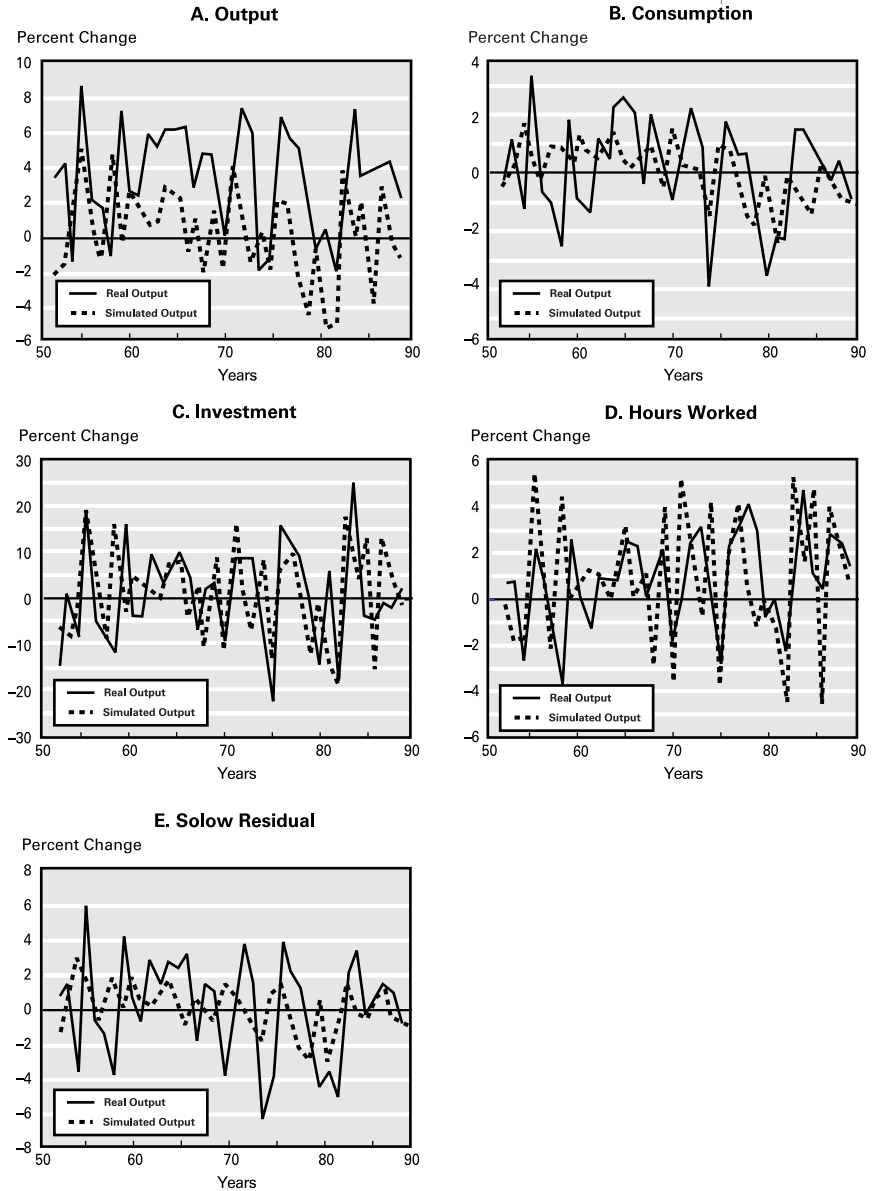 A. Output
Percent Change
10
8
6
4
2
0
–2
–4
–6
Real Output
Simulated Output
50 60 70 80 90
Years
B. Consumption
Percent Change
4
2
0
–2
–4
–6
Real Output
Simulated Output
50 60 70 80 90
Years
C. Investment
Percent Change
30
20
10
0
–10
–20
–30
Real Output
Simulated Output
50 60 70 80 90
Years
D. Hours Worked
Percent Change
6
4
2
0
–2
–4
–6
Real Output
Simulated Output
50 60 70 80 90
Years
E. Solow Residual
Percent Change
8
6
4
2
0
–2
–4
–6
–8
Real Output
Simulated Output
50 60 70 80 90
Years